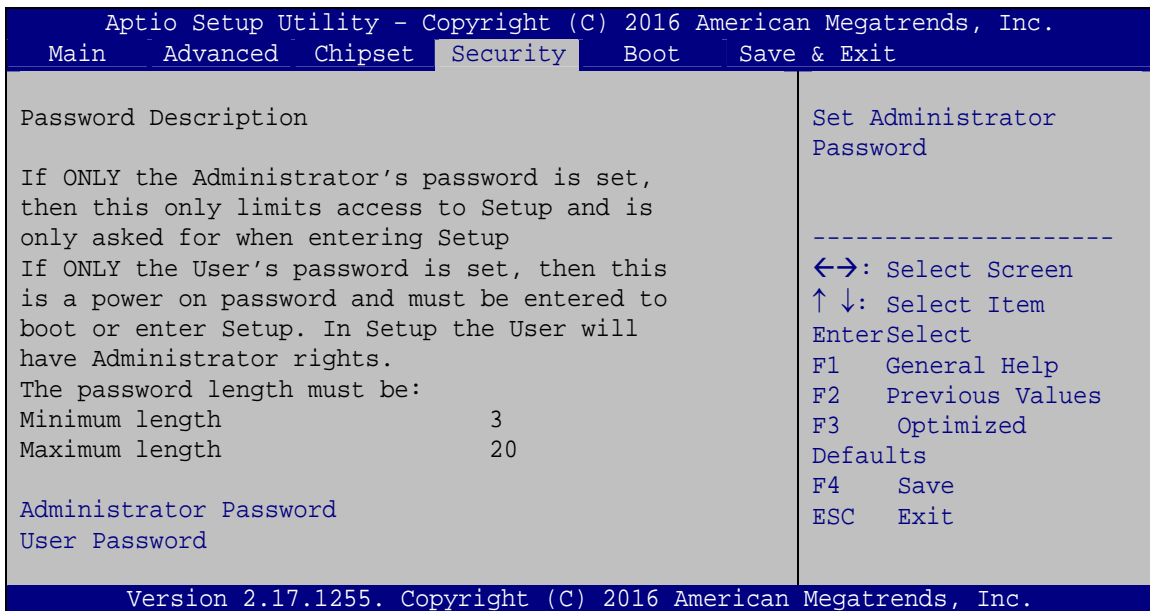 Aptio Setup Utility – Copyright (C) 2016 American Megatrends, Inc.
Main Advanced Chipset Security Boot Save & Exit
Password Description
If ONLY the Administrator’s password is set,
then this only limits access to Setup and is
only asked for when entering Setup
If ONLY the User’s password is set, then this
is a power on password and must be entered to
boot or enter Setup. In Setup the User will
have Administrator rights.
The password length must be:
Minimum length 3
Maximum length 20
Administrator Password
User Password
Set Administrator
Password
---------------------
←→: Select Screen
↑ ↓: Select Item
EnterSelect
F1 General Help
F2 Previous Values
F3 Optimized
Defaults
F4 Save
ESC Exit
Version 2.17.1255. Copyright (C) 2016 American Megatrends, Inc.